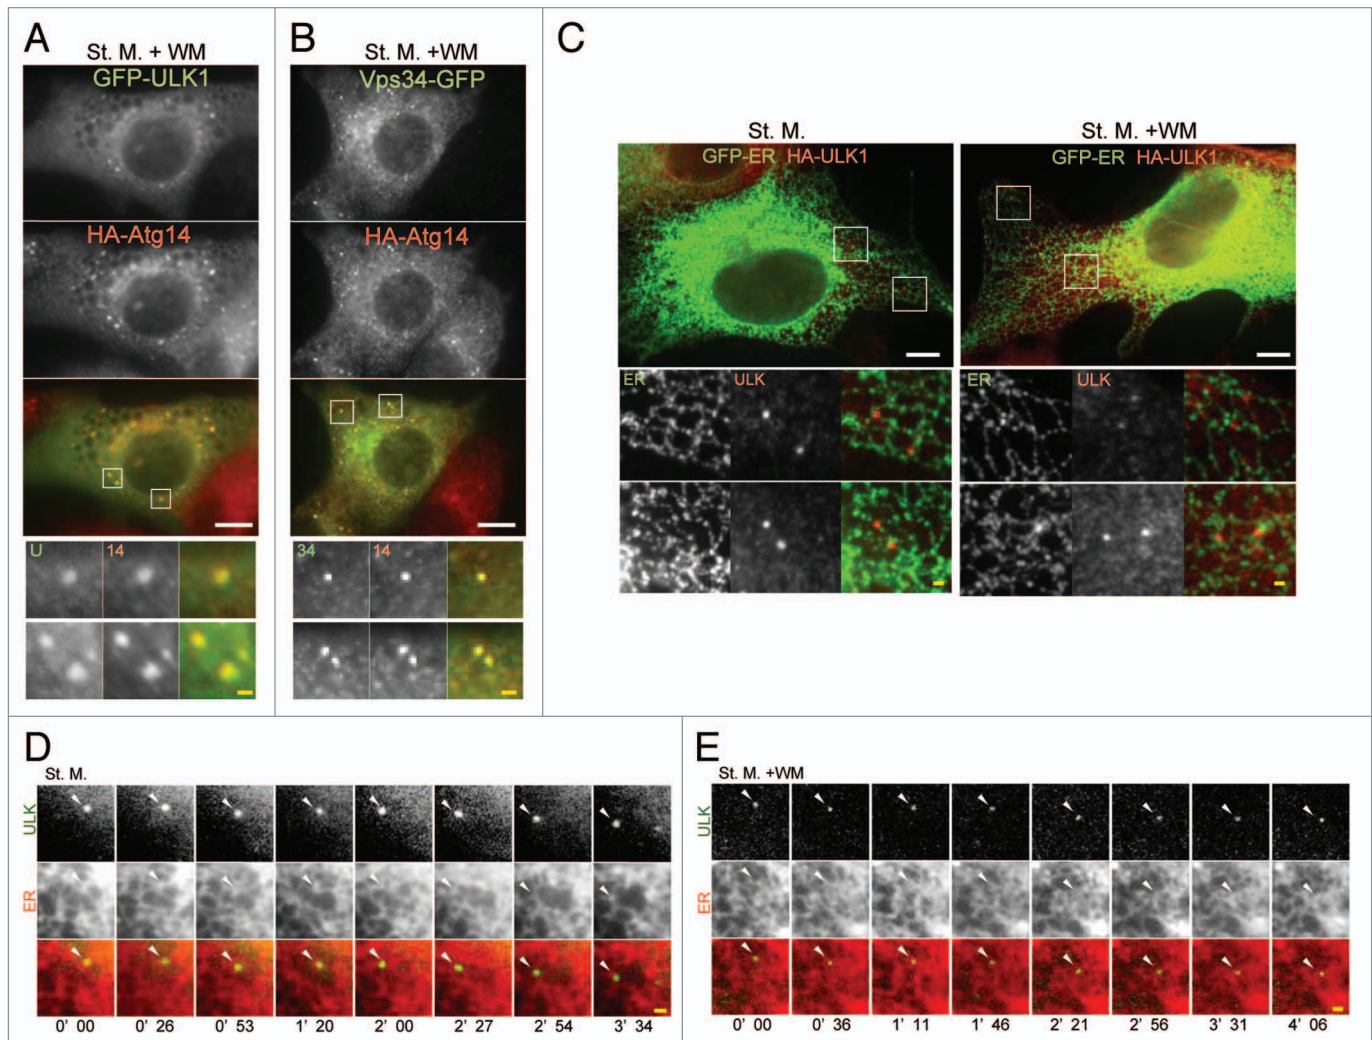 A
St. M. + WM
GFP-ULK1
HA-Atg14
U 14
B
St. M. +WM
Vps34-GFP
HA-Atg14
34 14
C
St. M.
GFP-ER HA-ULK1
ER ULK
St. M. +WM
GFP-ER HA-ULK1
ER ULK
D
St. M.
ULK
ER
0' 00 0' 26 0' 53 1' 20 2' 00 2' 27 2' 54 3' 34
E
St. M. +WM
ULK
ER
0' 00 0' 36 1' 11 1' 46 2' 21 2' 56 3' 31 4' 06